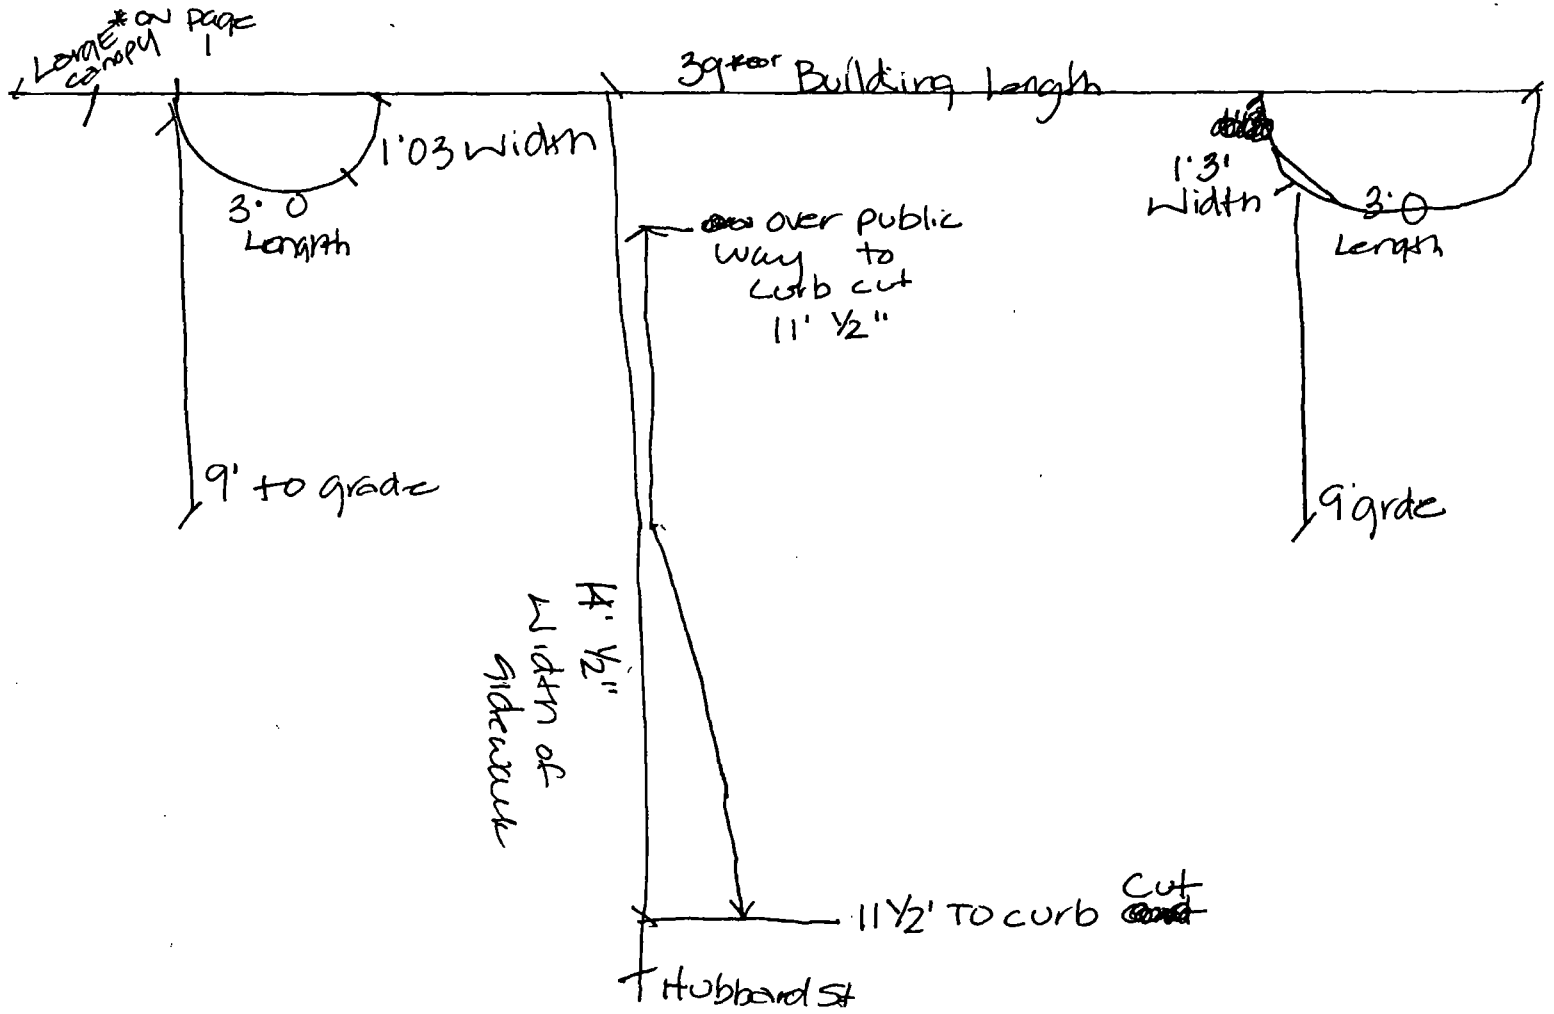 Large * on page
canopy 1
39 Building Length
1'03 Width
3' 0
Length
1'3'
Width
3' 0
Length
over public
way to
curb cut
11' 1/2"
9' to grade
9' grde
14' 1/2"
Width of
sidewalk
cut
11 1/2' TO curb
Hubbard St